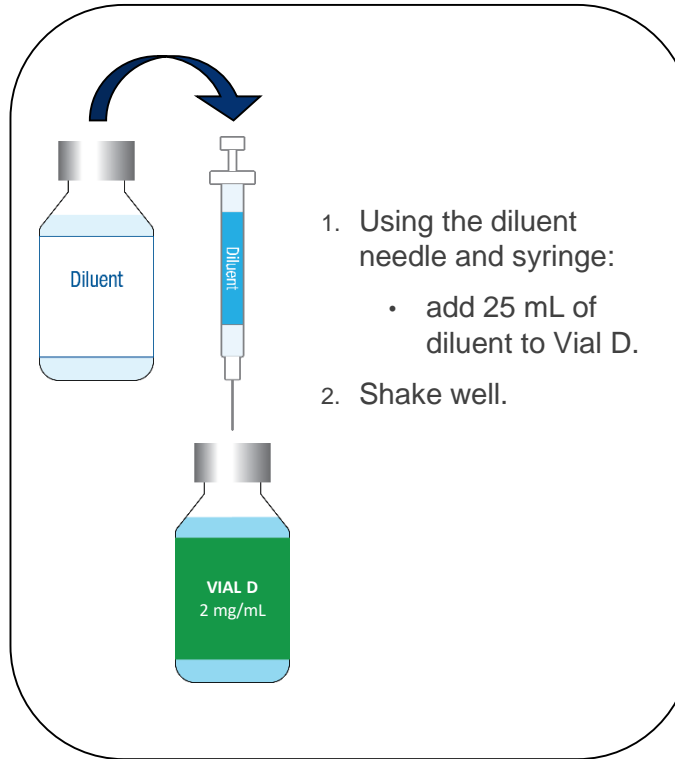 Diluent
Diluent
1. Using the diluent
needle and syringe:
• add 25 mL of
diluent to Vial D.
2. Shake well.
VIAL D
2 mg/mL